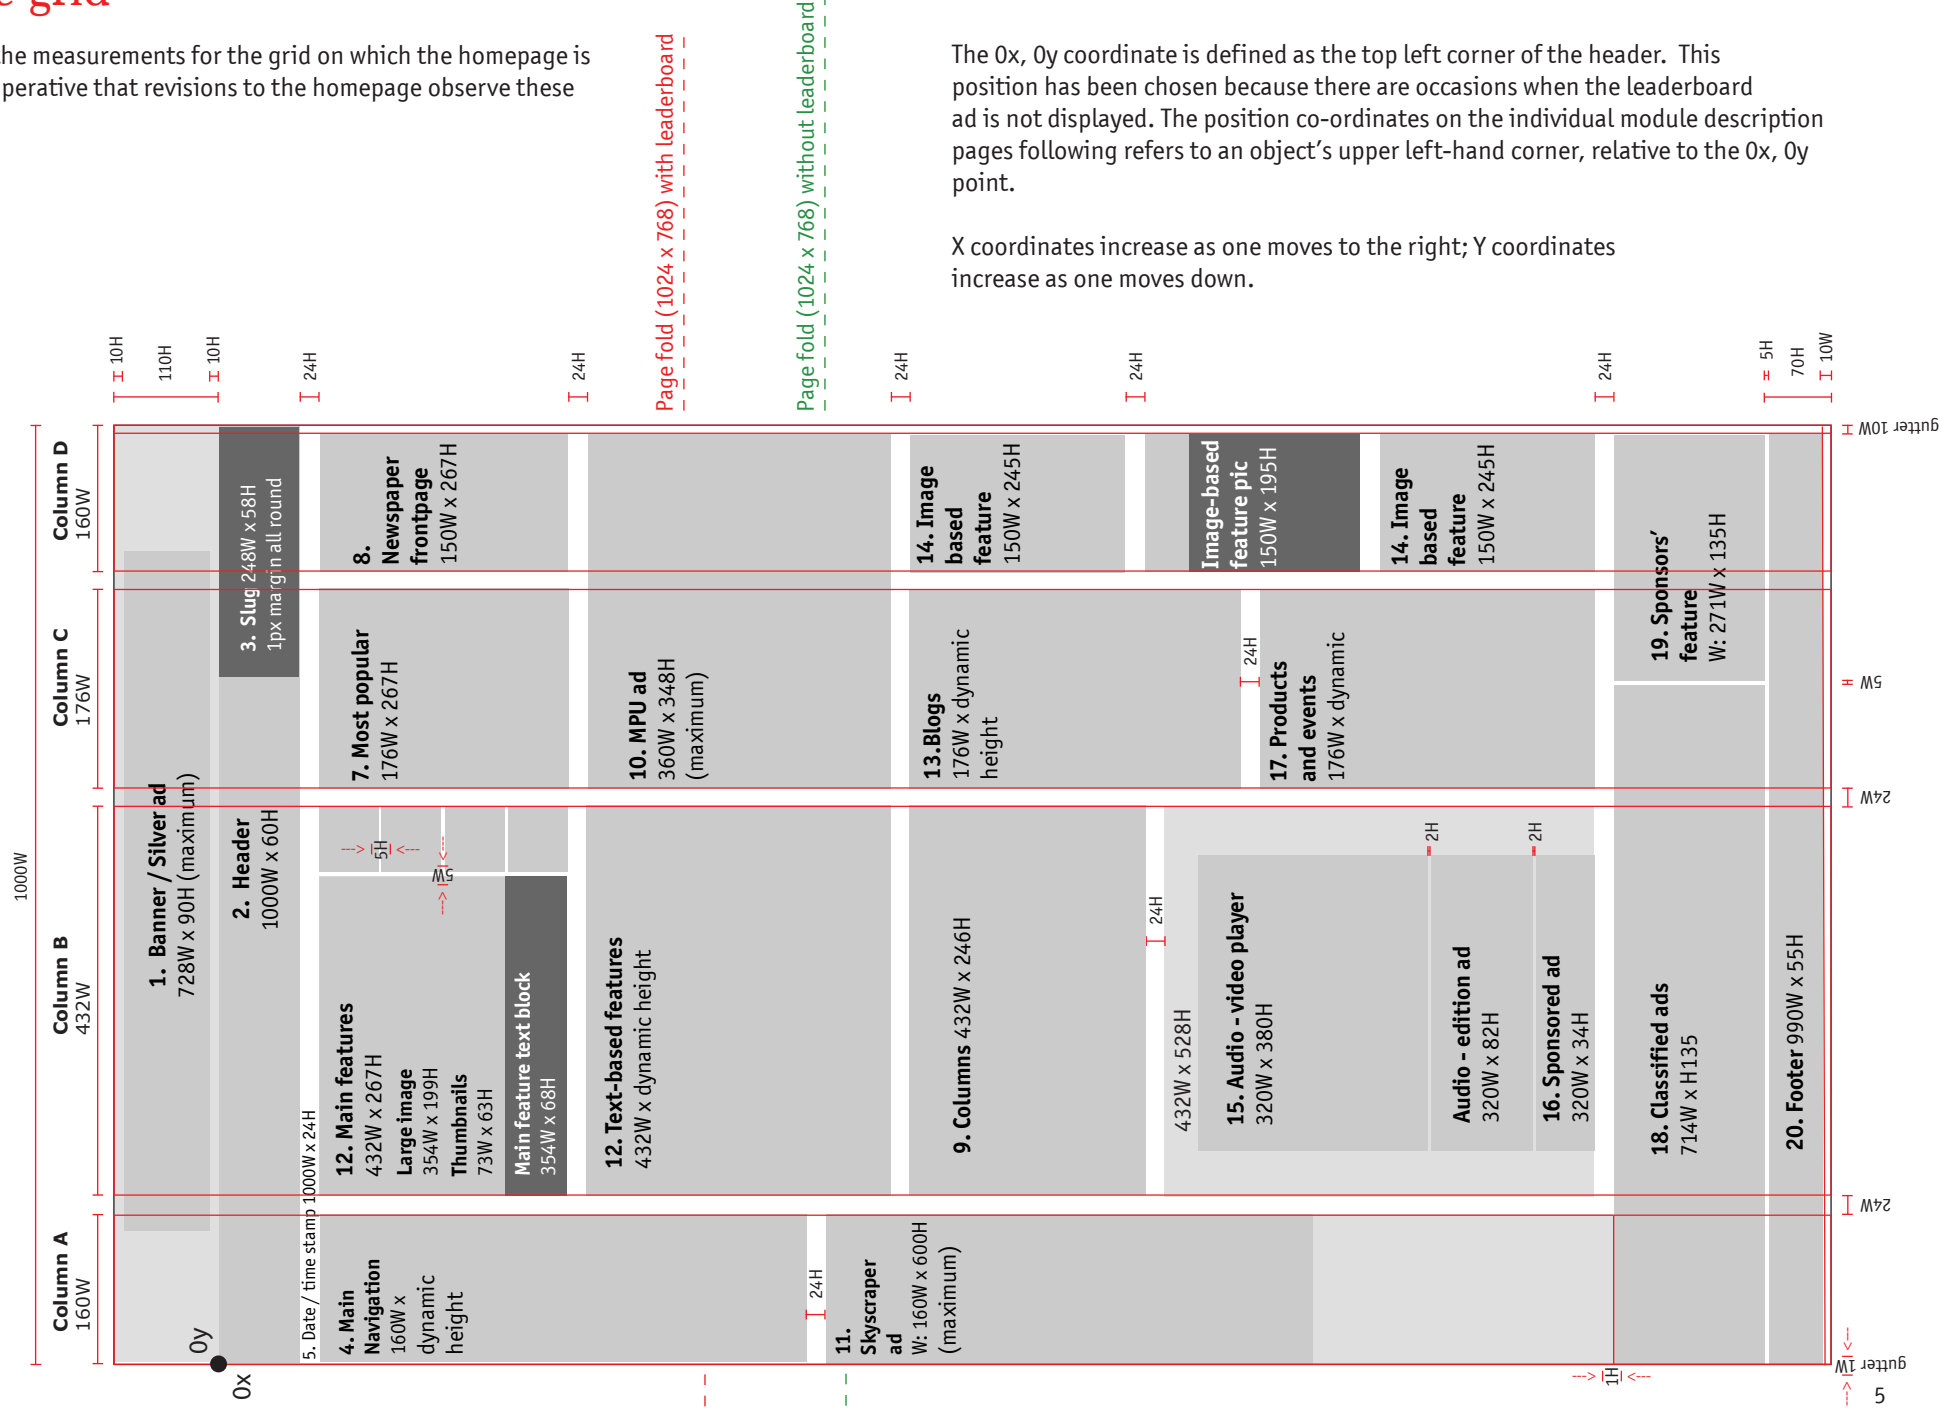 e grid
he measurements for the grid on which the homepage is
perative that revisions to the homepage observe these
The 0x, 0y coordinate is defined as the top left corner of the header.  This
position has been chosen because there are occasions when the leaderboard
ad is not displayed. The position co-ordinates on the individual module description
pages following refers to an object's upper left-hand corner, relative to the 0x, 0y
point.
X coordinates increase as one moves to the right; Y coordinates
increase as one moves down.
Page fold (1024 x 768) with leaderboard
Page fold (1024 x 768) without leaderboard
1000W
Column A
160W
Column B
432W
Column C
176W
Column D
160W
10H
110H
10H
24H
24H
24H
24H
24H
5H
70H
10W
1. Banner / Silver ad
728W x 90H (maximum)
0y
0x
2. Header
1000W x 60H
3. Slug 248W x 58H
1px margin all round
5. Date / time stamp 1000W x 24H
4. Main
Navigation
160W x
dynamic
height
12. Main features
432W x 267H
Large image
354W x 199H
Thumbnails
73W x 63H
Main feature text block
354W x 68H
5H
5W
7. Most popular
176W x 267H
8.
Newspaper
frontpage
150W x 267H
12. Text-based features
432W x dynamic height
10. MPU ad
360W x 348H
(maximum)
24H
11.
Skyscraper
ad
W: 160W x 600H
(maximum)
9. Columns 432W x 246H
13.Blogs
176W x dynamic
height
14. Image
based
feature
150W x 245H
24H
432W x 528H
15. Audio - video player
320W x 380H
2H
Audio - edition ad
320W x 82H
2H
16. Sponsored ad
320W x 34H
24H
17. Products
and events
176W x dynamic
Image-based
feature pic
150W x 195H
14. Image
based
feature
150W x 245H
18. Classified ads
714W x H135
19. Sponsors'
feature
W: 271W x 135H
20. Footer 990W x 55H
1H
gutter 1W
24W
24W
5W
gutter 10W
5